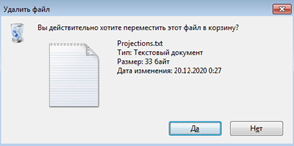 Удалить файл
Вы действительно хотите переместить этот файл в корзину?
Projections.txt
Тип: Текстовый документ
Размер: 33 байт
Дата изменения: 20.12.2020 0:27
Да
Нет